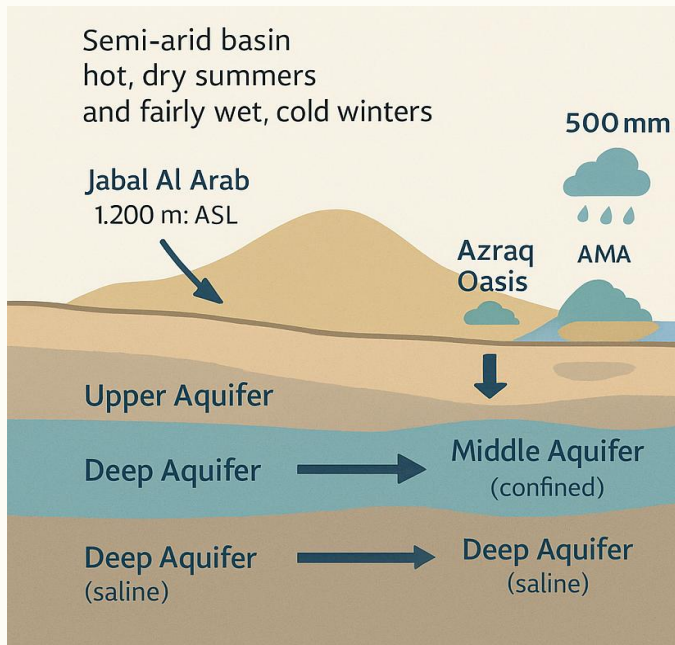 Semi-arid basin
hot, dry summers
and fairly wet, cold winters
500 mm
Jabal Al Arab
1.200 m: ASL
Azraq
Oasis
AMA
Upper Aquifer
Deep Aquifer
Middle Aquifer
(confined)
Deep Aquifer
(saline)
Deep Aquifer
(saline)